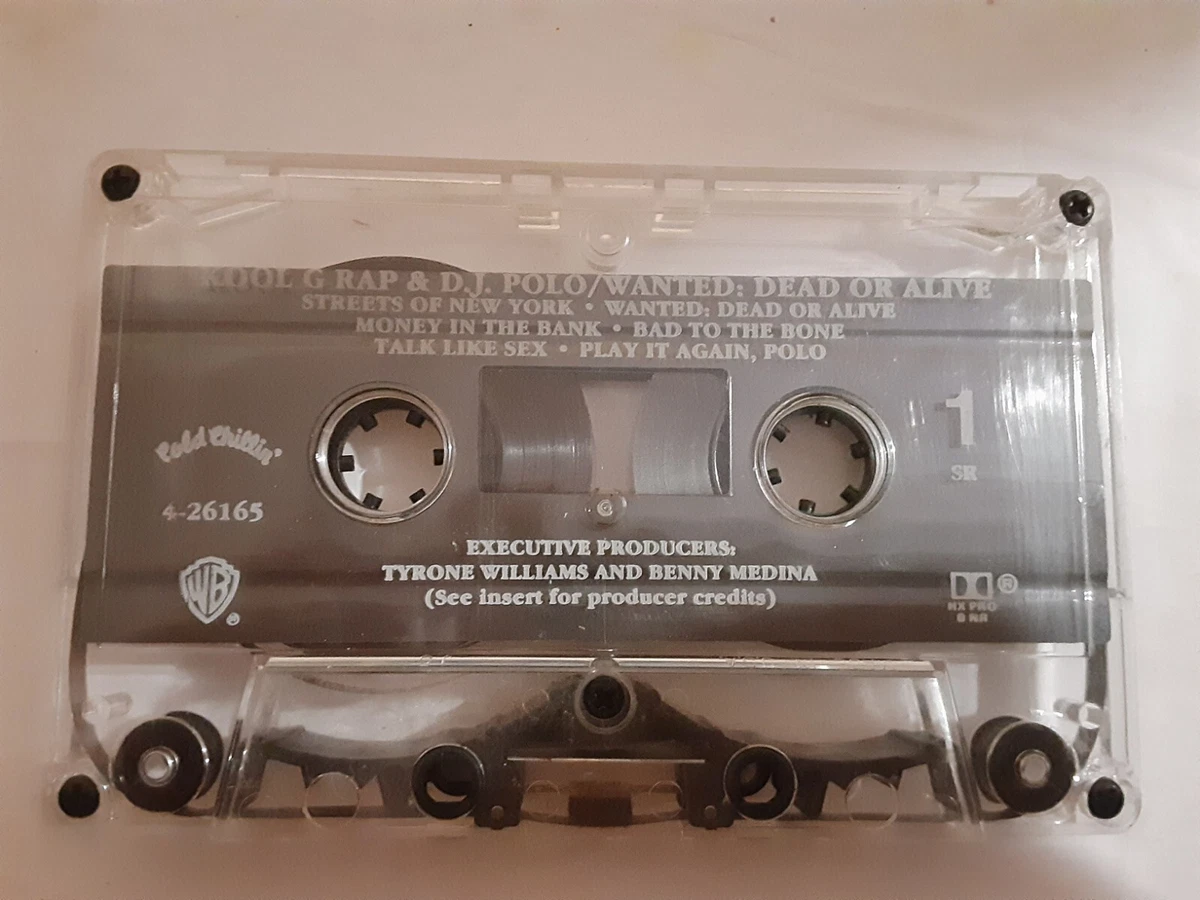 KOOL G RAP & D.J. POLO/WANTED: DEAD OR ALIVE
STREETS OF NEW YORK • WANTED: DEAD OR ALIVE
MONEY IN THE BANK • BAD TO THE BONE
TALK LIKE SEX • PLAY IT AGAIN, POLO
1
SR
Cold Chillin'
4-26165
EXECUTIVE PRODUCERS:
TYRONE WILLIAMS AND BENNY MEDINA
(See insert for producer credits)
WB®
®
HX PRO
B NR